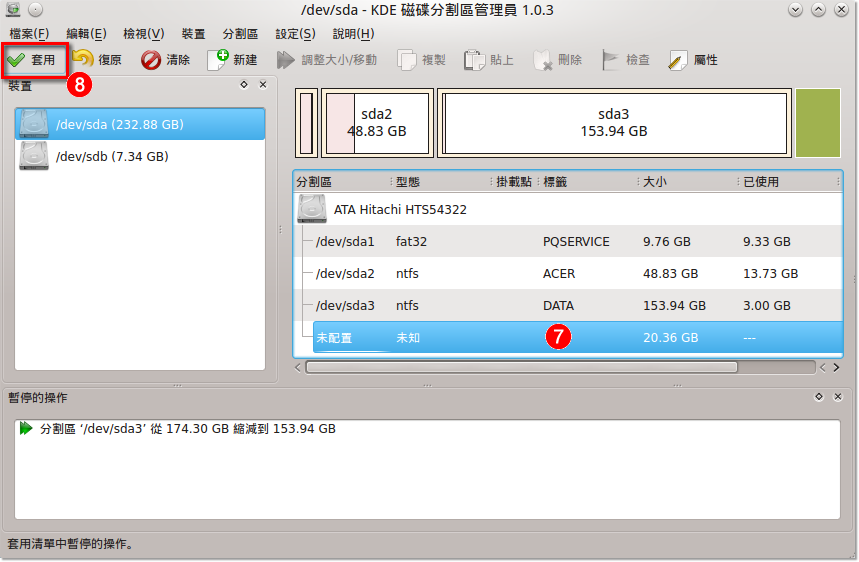 /dev/sda - KDE 磁碟分割區管理員 1.0.3
檔案(F) 編輯(E) 檢視(V) 裝置 分割區 設定(S) 說明(H)
套用 復原 清除 新建 調整大小/移動 複製 貼上 刪除 檢查 屬性
8
裝置
/dev/sda (232.88 GB)
/dev/sdb (7.34 GB)
sda2
48.83 GB
sda3
153.94 GB
分割區 型態 掛載點 標籤 大小 已使用
ATA Hitachi HTS54322
/dev/sda1 fat32 PQSERVICE 9.76 GB 9.33 GB
/dev/sda2 ntfs ACER 48.83 GB 13.73 GB
/dev/sda3 ntfs DATA 153.94 GB 3.00 GB
未配置 未知 7 20.36 GB ---
暫停的操作
分割區 ‘/dev/sda3’ 從 174.30 GB 縮減到 153.94 GB
套用清單中暫停的操作。